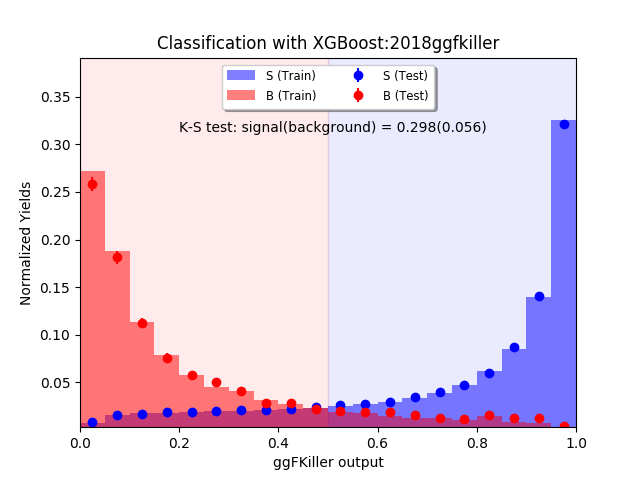 Classification with XGBoost:2018ggfkiller
S (Train)
B (Train)
S (Test)
B (Test)
K-S test: signal(background) = 0.298(0.056)
Normalized Yields
0.35
0.30
0.25
0.20
0.15
0.10
0.05
0.0 0.2 0.4 0.6 0.8 1.0
ggFKiller output